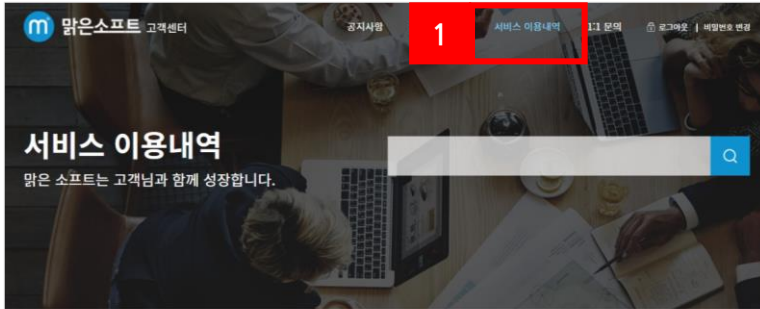 m 맑은소프트 고객센터
공지사항 1 서비스 이용내역 1:1 문의 로그아웃 | 비밀번호 변경
서비스 이용내역
맑은 소프트는 고객님과 함께 성장합니다.